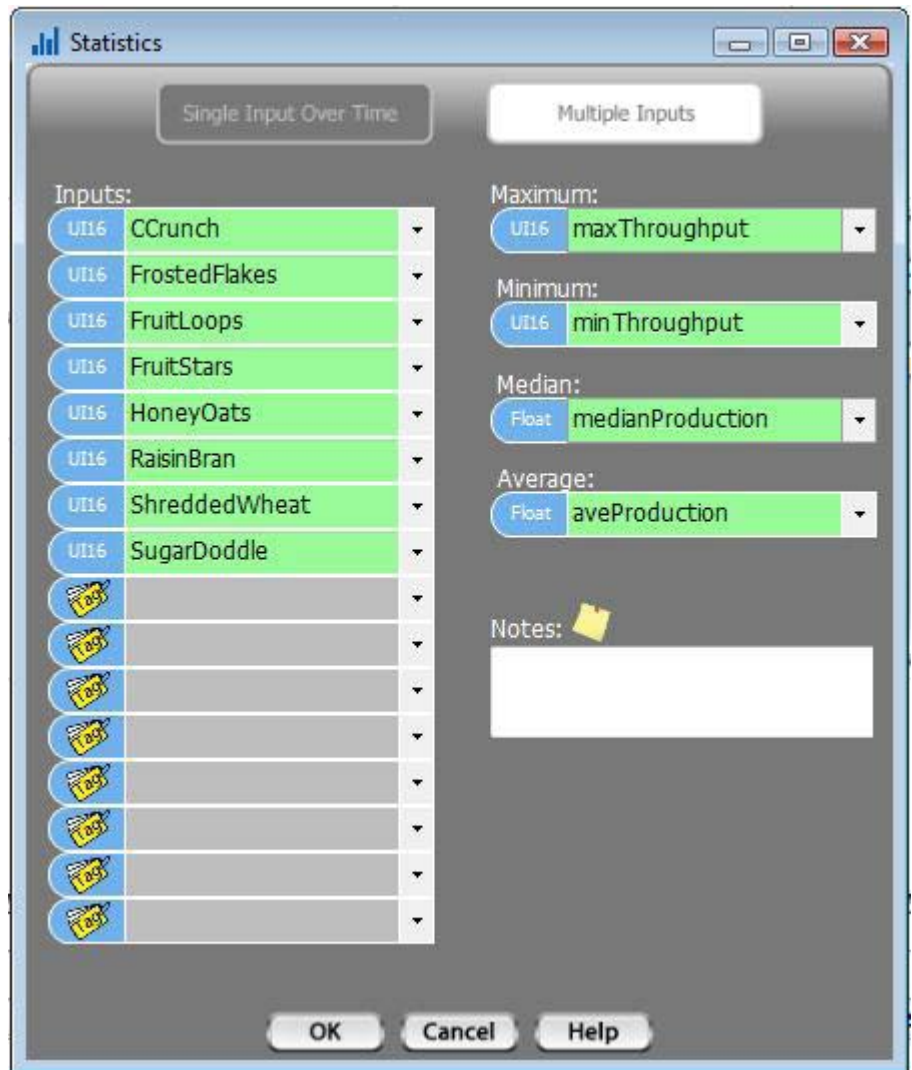 Statistics
Single Input Over Time
Multiple Inputs
Inputs:
UI16 CCrunch
UI16 FrostedFlakes
UI16 FruitLoops
UI16 FruitStars
UI16 HoneyOats
UI16 RaisinBran
UI16 ShreddedWheat
UI16 SugarDoddle
Tag
Tag
Tag
Tag
Tag
Tag
Tag
Tag
Maximum:
UI16 maxThroughput
Minimum:
UI16 minThroughput
Median:
Float medianProduction
Average:
Float aveProduction
Notes:
OK Cancel Help